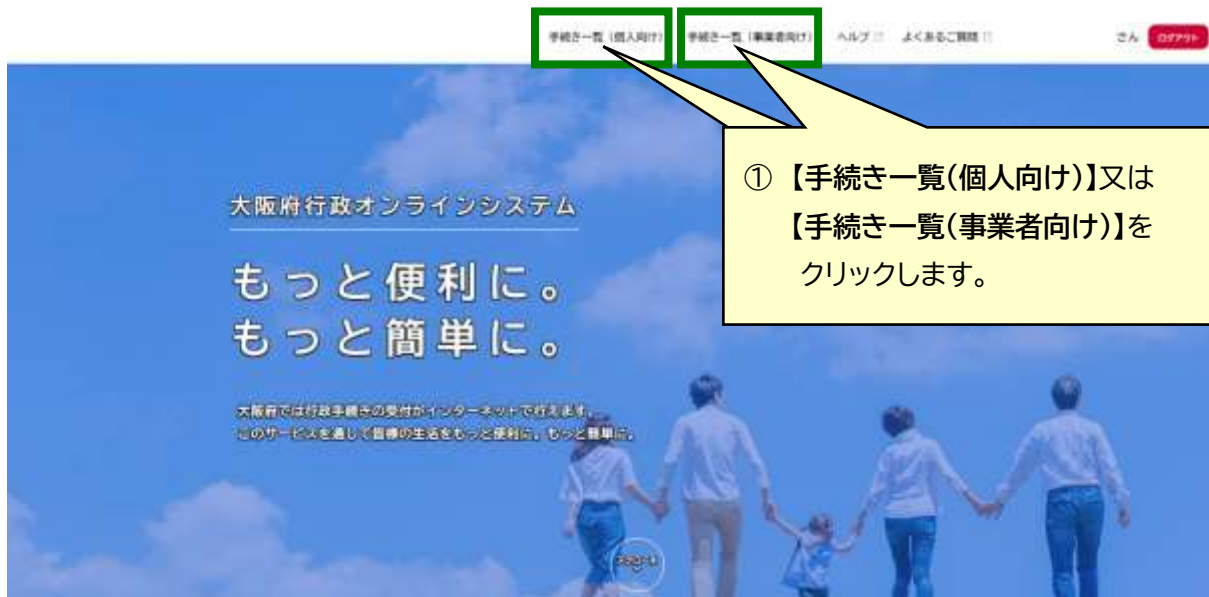 手続き一覧（個人向け） 手続き一覧（事業者向け） ヘルプ よくあるご質問 さん ログアウト
① 【手続き一覧(個人向け)】又は
【手続き一覧(事業者向け)】を
クリックします。
大阪府行政オンラインシステム
もっと便利に。
もっと簡単に。
大阪府では行政手続きの受付がインターネットで行えます。
このサービスを通じて皆様の生活をもっと便利に。もっと簡単に。
スクロール